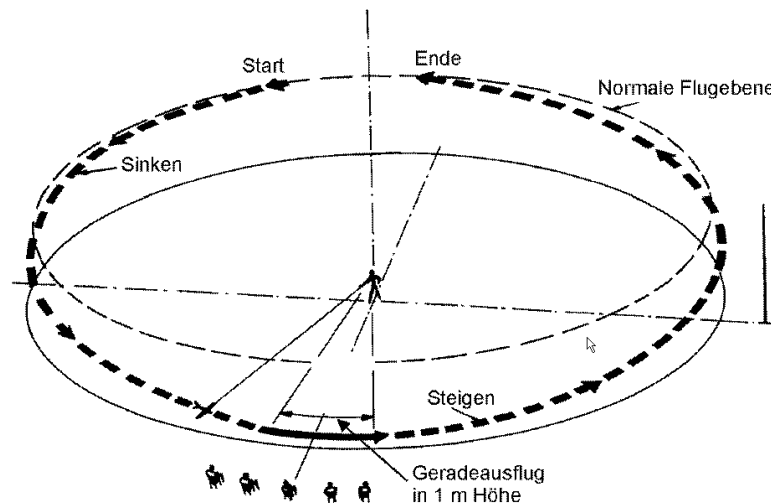 Start
Ende
Normale Flugebene
Sinken
Steigen
Geradeausflug
in 1 m Höhe